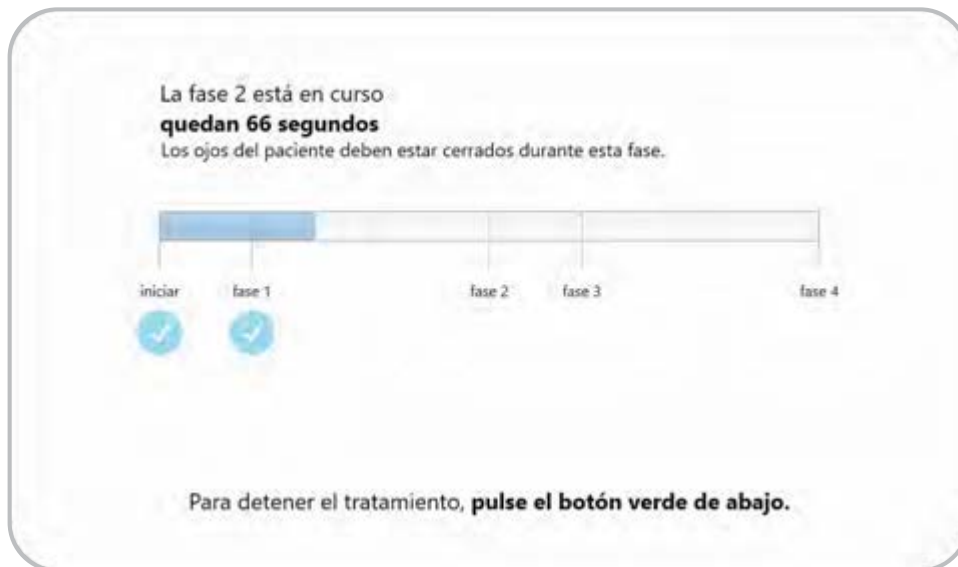 La fase 2 está en curso
quedan 66 segundos
Los ojos del paciente deben estar cerrados durante esta fase.
iniciar fase 1 fase 2 fase 3 fase 4
Para detener el tratamiento, pulse el botón verde de abajo.